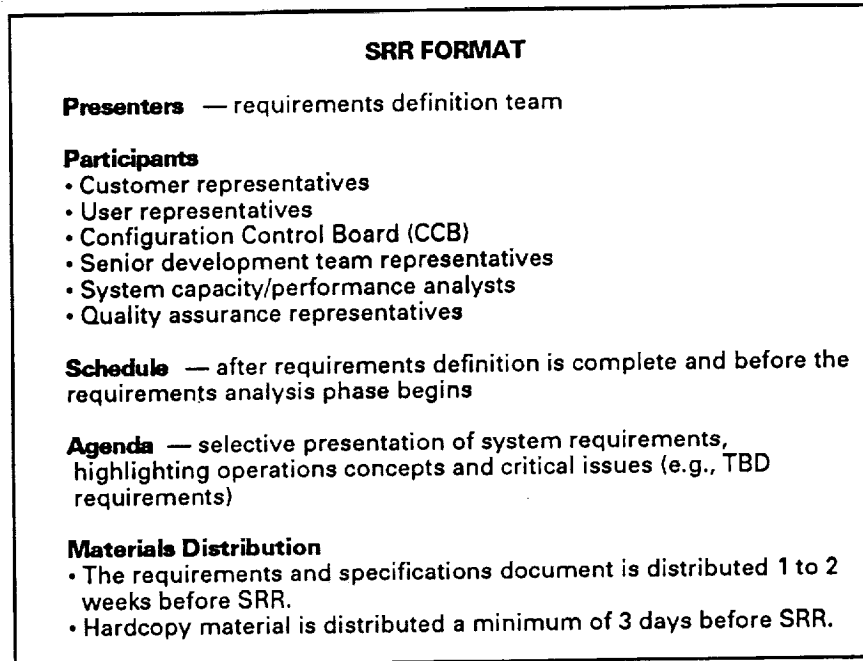 SRR FORMAT
Presenters — requirements definition team
Participants
• Customer representatives
• User representatives
• Configuration Control Board (CCB)
• Senior development team representatives
• System capacity/performance analysts
• Quality assurance representatives
Schedule — after requirements definition is complete and before the
requirements analysis phase begins
Agenda — selective presentation of system requirements,
highlighting operations concepts and critical issues (e.g., TBD
requirements)
Materials Distribution
• The requirements and specifications document is distributed 1 to 2
weeks before SRR.
• Hardcopy material is distributed a minimum of 3 days before SRR.